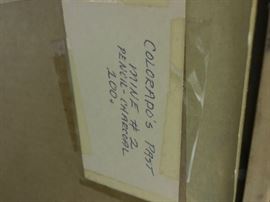 COLORADO'S PAST
MINE # 2
PENCIL-CHARCOAL
200.